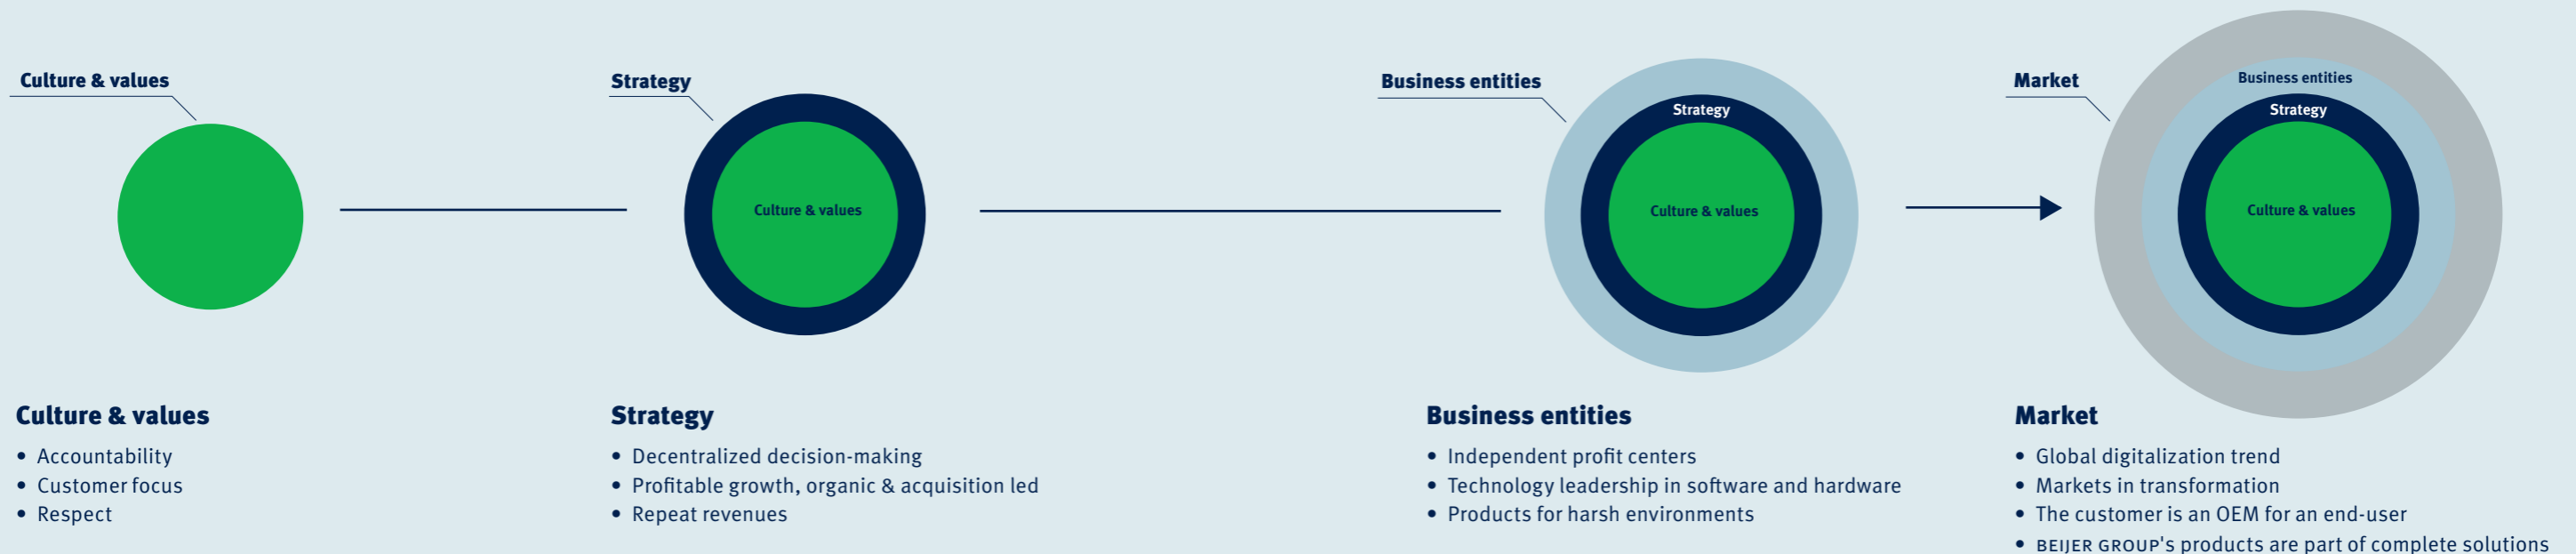 Culture & values
Strategy
Culture & values
Business entities
Strategy
Culture & values
Market
Business entities
Strategy
Culture & values
Culture & values
• Accountability
• Customer focus
• Respect
Strategy
• Decentralized decision-making
• Profitable growth, organic & acquisition led
• Repeat revenues
Business entities
• Independent profit centers
• Technology leadership in software and hardware
• Products for harsh environments
Market
• Global digitalization trend
• Markets in transformation
• The customer is an OEM for an end-user
• BEIJER GROUP's products are part of complete solutions